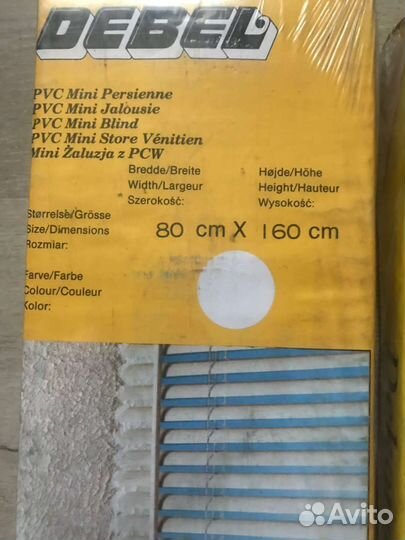 DEBEL
PVC Mini Persienne
PVC Mini Jalousie
PVC Mini Blind
PVC Mini Store Vénitien
Mini Żaluzja z PCW
Bredde/Breite Højde/Höhe
Width/Largeur Height/Hauteur
Szerokość: Wysokość:
Størrelse/Grösse
Size/Dimensions 80 cm X 160 cm
Rozmiar:
Farve/Farbe
Colour/Couleur
Kolor:
Avito